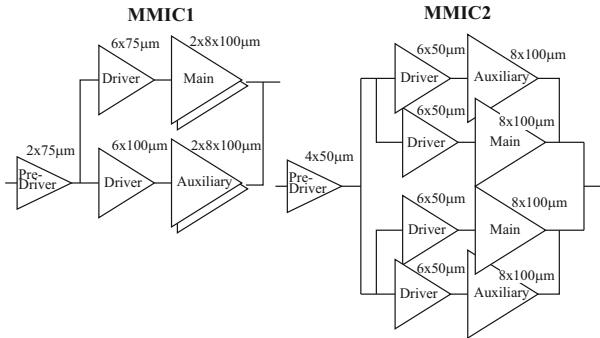 MMIC1
MMIC2
6x75μm
2x8x100μm
Driver
Main
2x75μm
Pre-
Driver
6x100μm
2x8x100μm
Driver
Auxiliary
6x50μm
8x100μm
Driver
Auxiliary
6x50μm
8x100μm
Driver
Main
4x50μm
Pre-
Driver
6x50μm
8x100μm
Driver
Main
6x50μm
8x100μm
Driver
Auxiliary